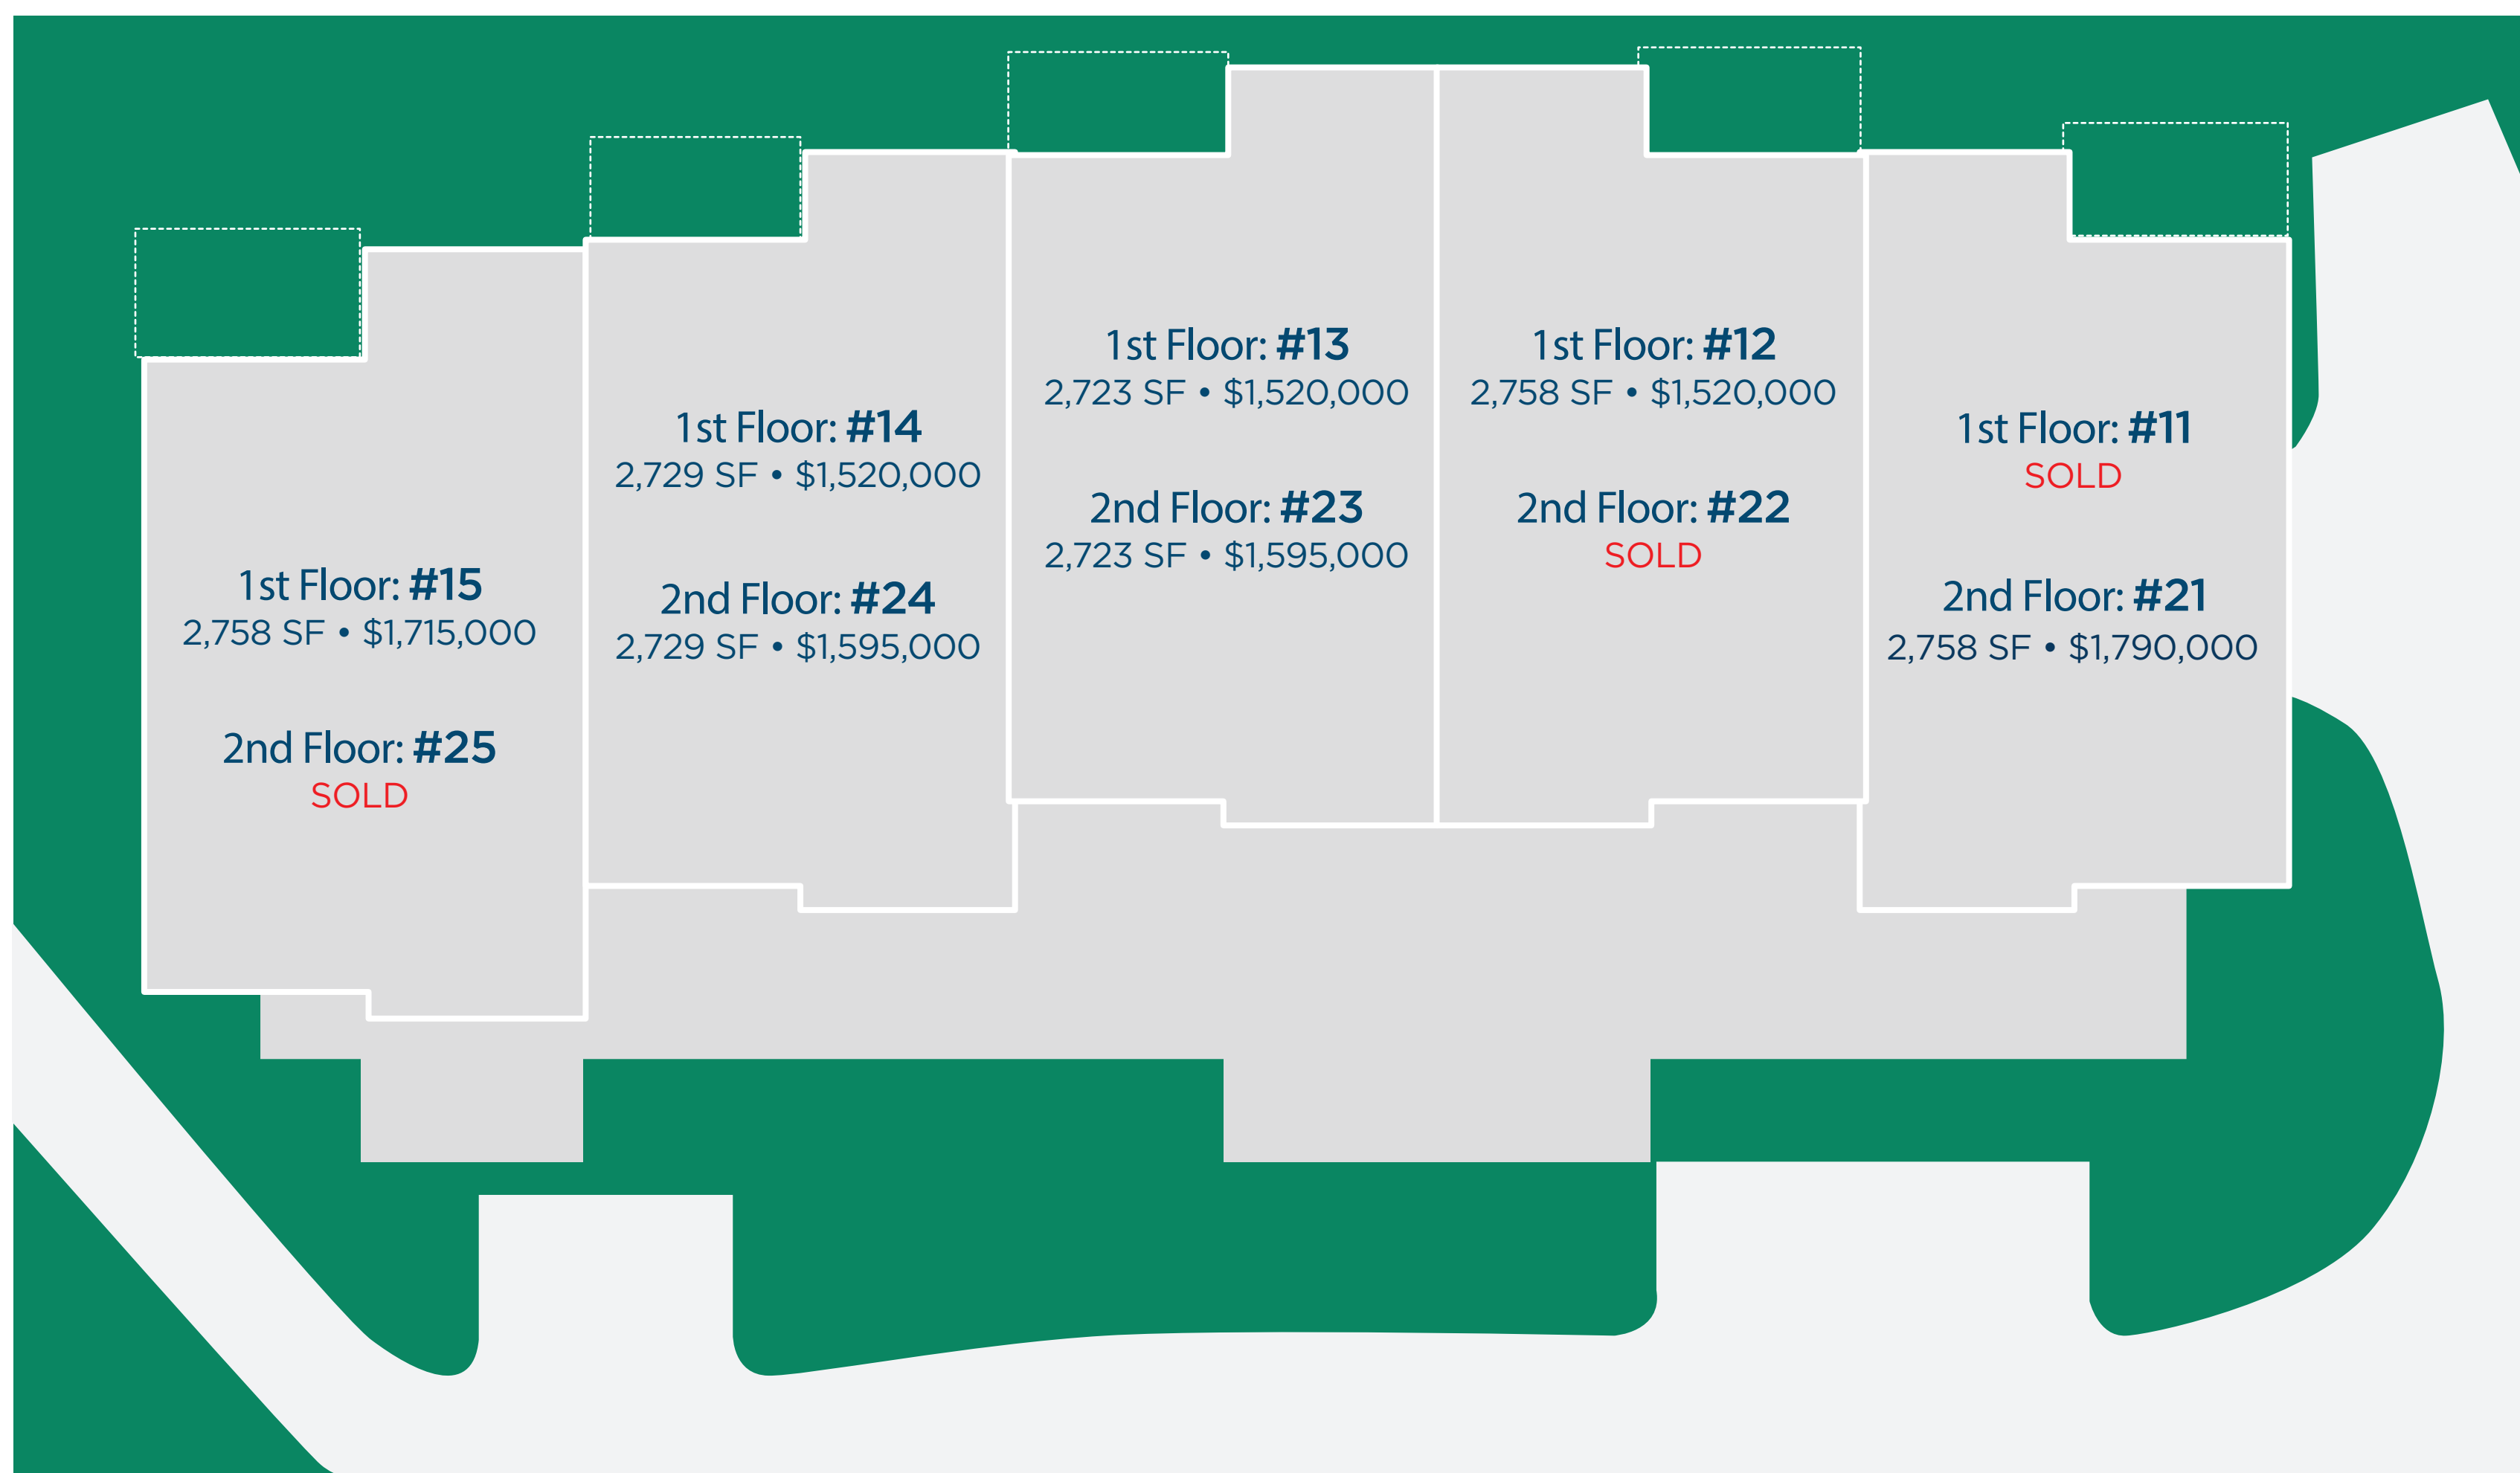 1st Floor: #15
2,758 SF • $1,715,000
2nd Floor: #25
SOLD
1st Floor: #14
2,729 SF • $1,520,000
2nd Floor: #24
2,729 SF • $1,595,000
1st Floor: #13
2,723 SF • $1,520,000
2nd Floor: #23
2,723 SF • $1,595,000
1st Floor: #12
2,758 SF • $1,520,000
2nd Floor: #22
SOLD
1st Floor: #11
SOLD
2nd Floor: #21
2,758 SF • $1,790,000